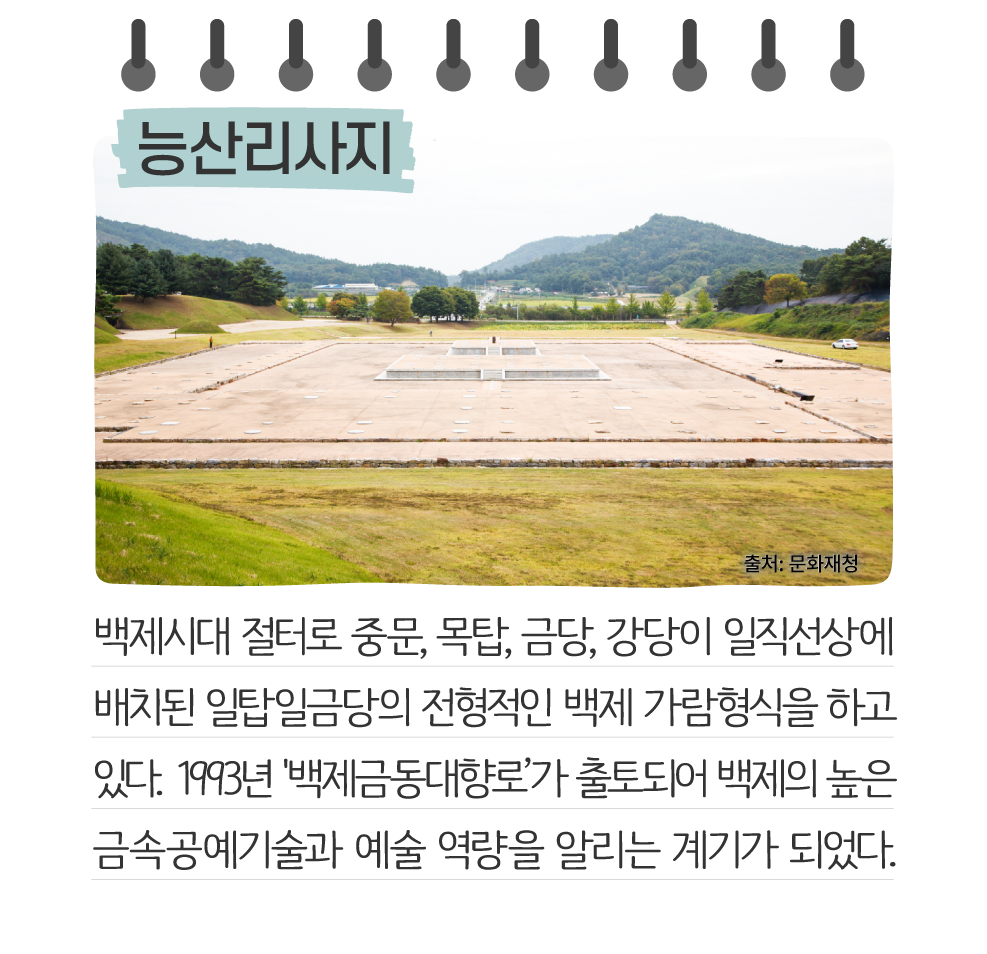 능산리사지
출처: 문화재청
백제시대 절터로 중문, 목탑, 금당, 강당이 일직선상에
배치된 일탑일금당의 전형적인 백제 가람형식을 하고
있다. 1993년 '백제금동대향로’가 출토되어 백제의 높은
금속공예기술과 예술 역량을 알리는 계기가 되었다.